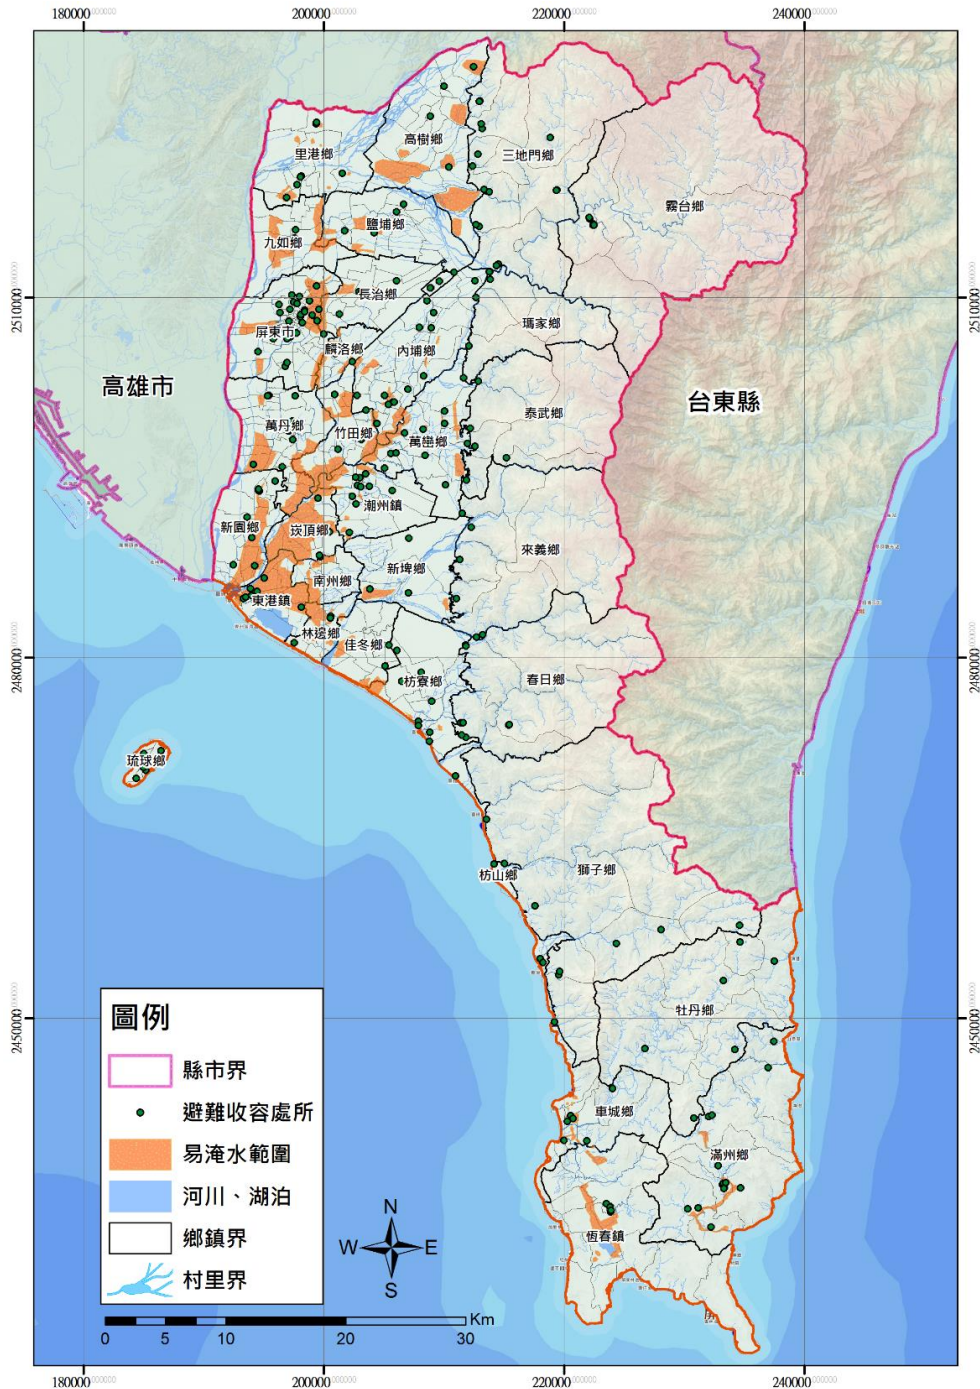 180000
200000
220000
240000
里港鄉
高樹鄉
三地門鄉
霧台鄉
九如鄉
鹽埔鄉
2510000
長治鄉
屏東市
瑪家鄉
麟洛鄉
內埔鄉
高雄市
台東縣
泰武鄉
萬丹鄉
竹田鄉
萬巒鄉
潮州鎮
新園鄉
崁頂鄉
來義鄉
新埤鄉
南州鄉
東港鎮
林邊鄉
佳冬鄉
2480000
枋寮鄉
春日鄉
琉球鄉
獅子鄉
枋山鄉
牡丹鄉
2450000
圖例
縣市界
避難收容處所
易淹水範圍
河川、湖泊
鄉鎮界
村里界
車城鄉
滿州鄉
恆春鎮
N
W
E
S
Km
0
5
10
20
30
180000
200000
220000
240000